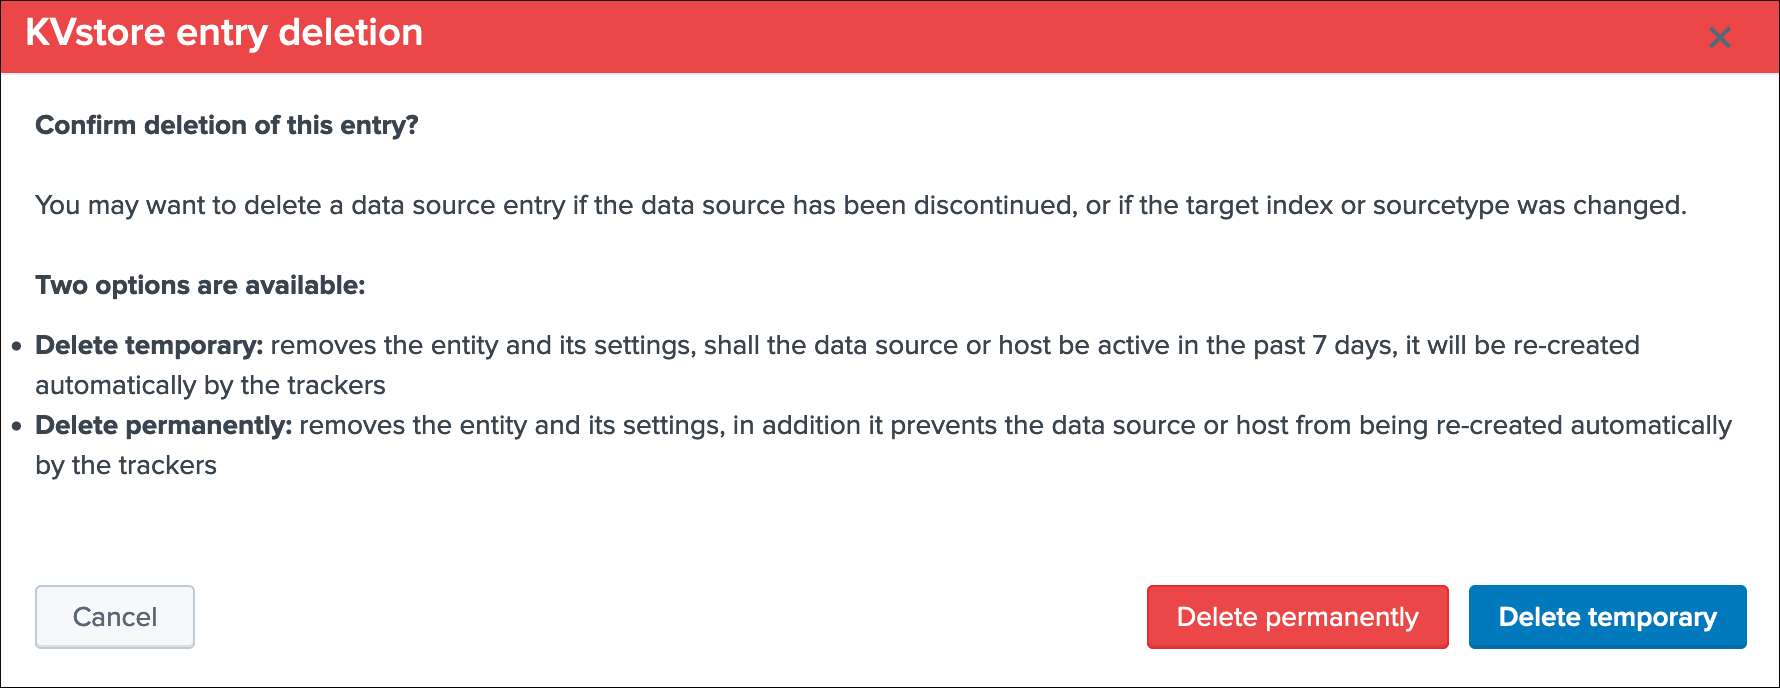 KVstore entry deletion
Confirm deletion of this entry?
You may want to delete a data source entry if the data source has been discontinued, or if the target index or sourcetype was changed.
Two options are available:
• Delete temporary: removes the entity and its settings, shall the data source or host be active in the past 7 days, it will be re-created
automatically by the trackers
• Delete permanently: removes the entity and its settings, in addition it prevents the data source or host from being re-created automatically
by the trackers
Cancel
Delete permanently
Delete temporary